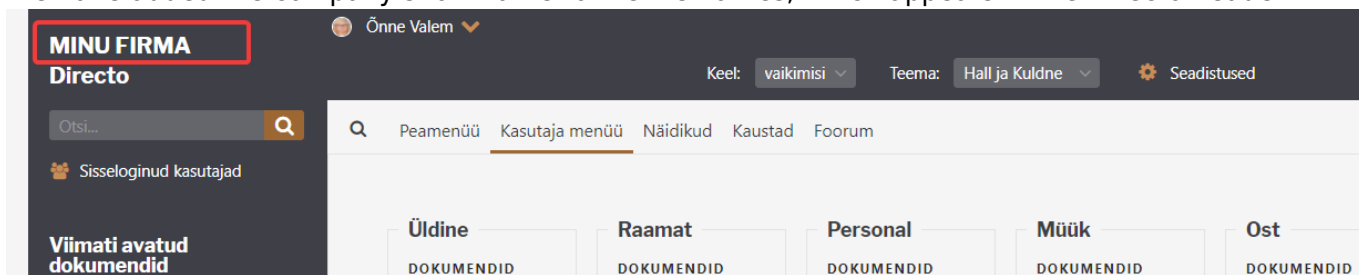 MINU FIRMA
Directo
Otsi...
Sisseloginud kasutajad
Viimati avatud
dokumendid
Õnne Valem
Keel: vaikimisi Teema: Hall ja Kuldne Seadistused
Peamenüü Kasutaja menüü Näidikud Kaustad Foorum
Üldine Raamat Personal Müük Ost
DOKUMENDID DOKUMENDID DOKUMENDID DOKUMENDID DOKUMENDID